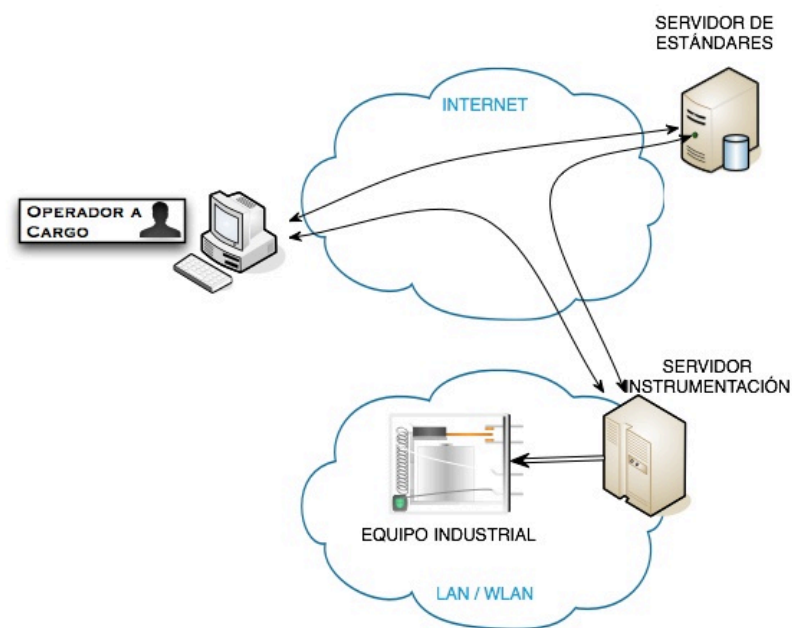 SERVIDOR DE
ESTÁNDARES
INTERNET
OPERADOR A
CARGO
SERVIDOR
INSTRUMENTACIÓN
EQUIPO INDUSTRIAL
LAN / WLAN